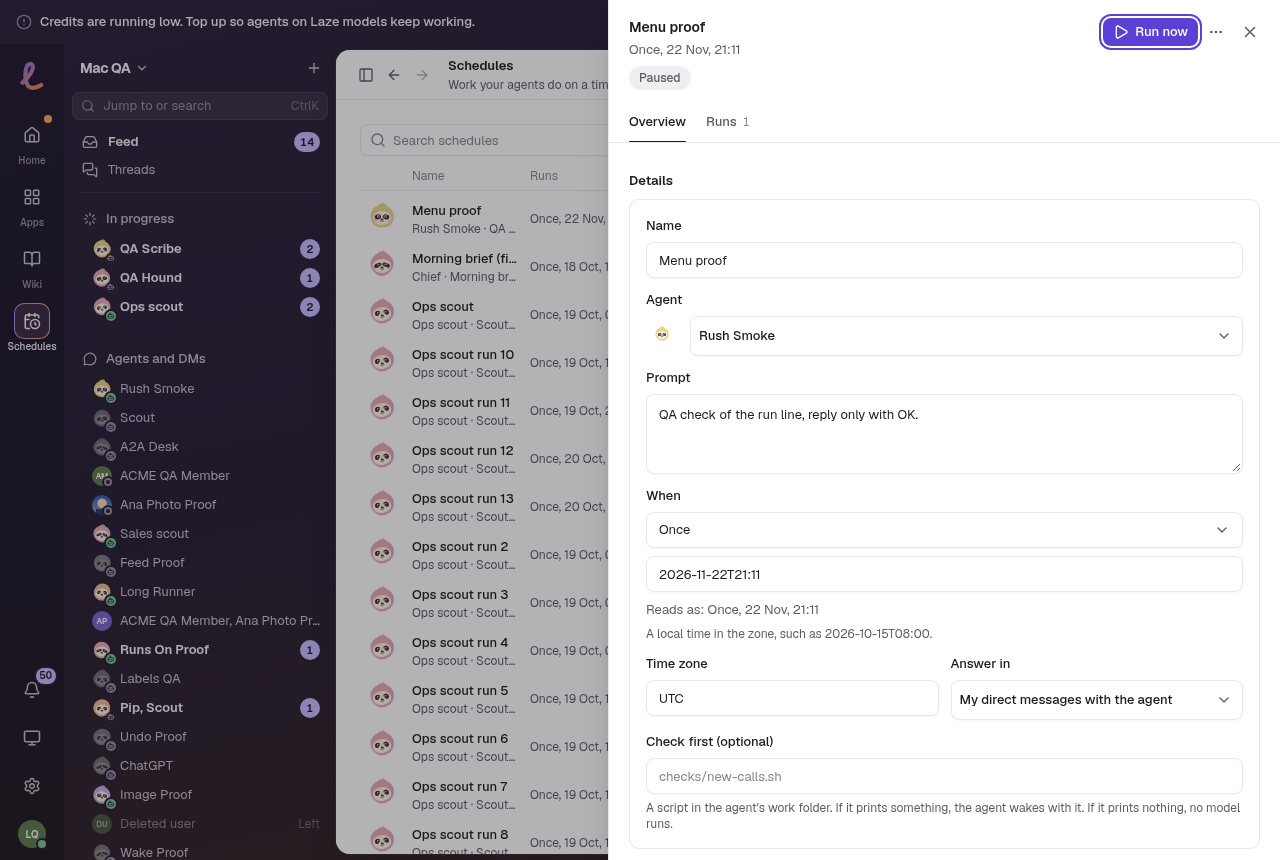 Credits are running low. Top up so agents on Laze models keep working.
Mac QA
Jump to or search
CtrlK
Feed
14
Threads
In progress
QA Scribe
2
QA Hound
1
Ops scout
2
Agents and DMs
Rush Smoke
Scout
A2A Desk
AM
ACME QA Member
Ana Photo Proof
Sales scout
Feed Proof
Long Runner
AP
ACME QA Member, Ana Photo Pr...
Runs On Proof
1
Labels QA
Pip, Scout
1
Undo Proof
ChatGPT
Image Proof
DU
Deleted user
Left
Wake Proof
Home
Apps
Wiki
Schedules
50
LQ
Schedules
Work your agents do on a tim
Search schedules
Name
Runs
Menu proof
Rush Smoke · QA ...
Once, 22 Nov,
Morning brief (fi...
Chief · Morning br...
Once, 18 Oct, 1
Ops scout
Ops scout · Scout...
Once, 19 Oct, 0
Ops scout run 10
Ops scout · Scout...
Once, 19 Oct, 1
Ops scout run 11
Ops scout · Scout...
Once, 19 Oct, 2
Ops scout run 12
Ops scout · Scout...
Once, 20 Oct,
Ops scout run 13
Ops scout · Scout...
Once, 20 Oct,
Ops scout run 2
Ops scout · Scout...
Once, 19 Oct, 0
Ops scout run 3
Ops scout · Scout...
Once, 19 Oct, 0
Ops scout run 4
Ops scout · Scout...
Once, 19 Oct, 0
Ops scout run 5
Ops scout · Scout...
Once, 19 Oct, 1
Ops scout run 6
Ops scout · Scout...
Once, 19 Oct, 1
Ops scout run 7
Ops scout · Scout...
Once, 19 Oct, 1
Ops scout run 8
Ops scout · Scout...
Once, 19 Oct, 1
Menu proof
Once, 22 Nov, 21:11
Paused
Run now
Overview
Runs 1
Details
Name
Menu proof
Agent
Rush Smoke
Prompt
QA check of the run line, reply only with OK.
When
Once
2026-11-22T21:11
Reads as: Once, 22 Nov, 21:11
A local time in the zone, such as 2026-10-15T08:00.
Time zone
Answer in
UTC
My direct messages with the agent
Check first (optional)
checks/new-calls.sh
A script in the agent's work folder. If it prints something, the agent wakes with it. If it prints nothing, no model
runs.